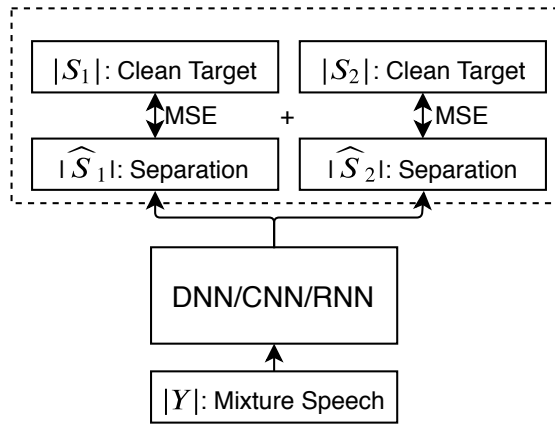 |S₁|: Clean Target
|S₂|: Clean Target
MSE
+
MSE
|Ŝ₁|: Separation
|Ŝ₂|: Separation
DNN/CNN/RNN
|Y|: Mixture Speech